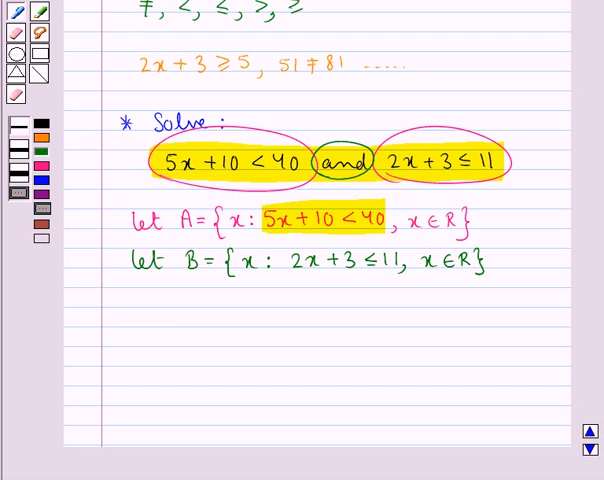 ≠, <, ≤, >, ≥
2x + 3 ≥ 5, 51 ≠ 81 .....
* Solve :
5x + 10 < 40 and 2x + 3 ≤ 11
let A = { x : 5x + 10 < 40, x ∈ R }
let B = { x : 2x + 3 ≤ 11, x ∈ R }